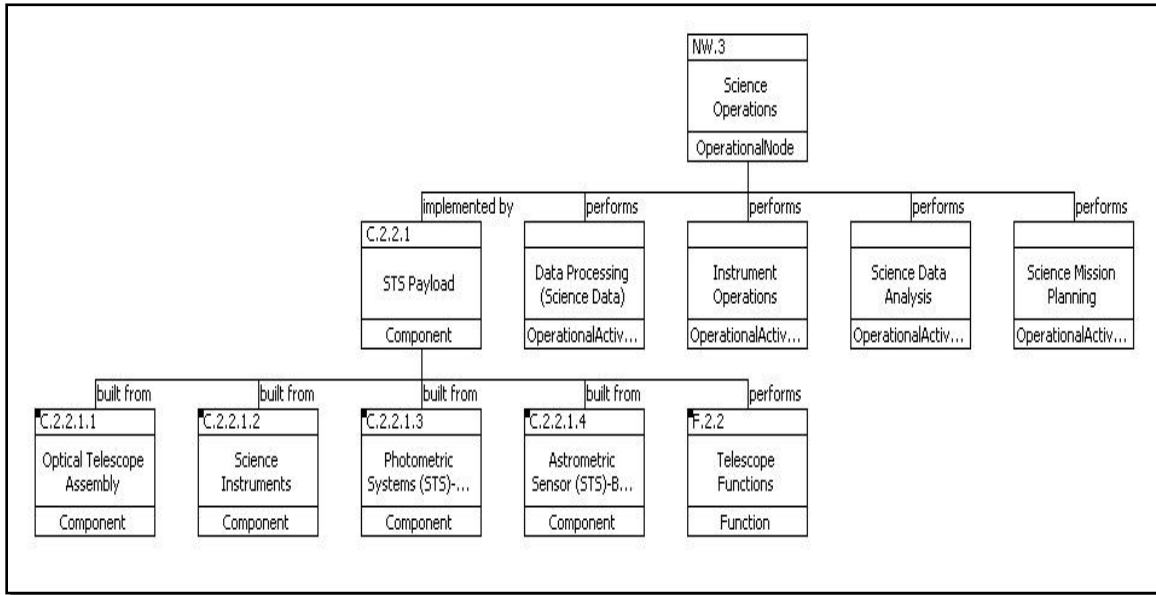 NW.3
Science
Operations
OperationalNode
implemented by
performs
performs
performs
performs
C.2.2.1
STS Payload
Component
Data Processing
(Science Data)
OperationalActiv...
Instrument
Operations
OperationalActiv...
Science Data
Analysis
OperationalActiv...
Science Mission
Planning
OperationalActiv...
built from
built from
built from
built from
performs
C.2.2.1.1
Optical Telescope
Assembly
Component
C.2.2.1.2
Science
Instruments
Component
C.2.2.1.3
Photometric
Systems (STS)-...
Component
C.2.2.1.4
Astrometric
Sensor (STS)-B...
Component
F.2.2
Telescope
Functions
Function